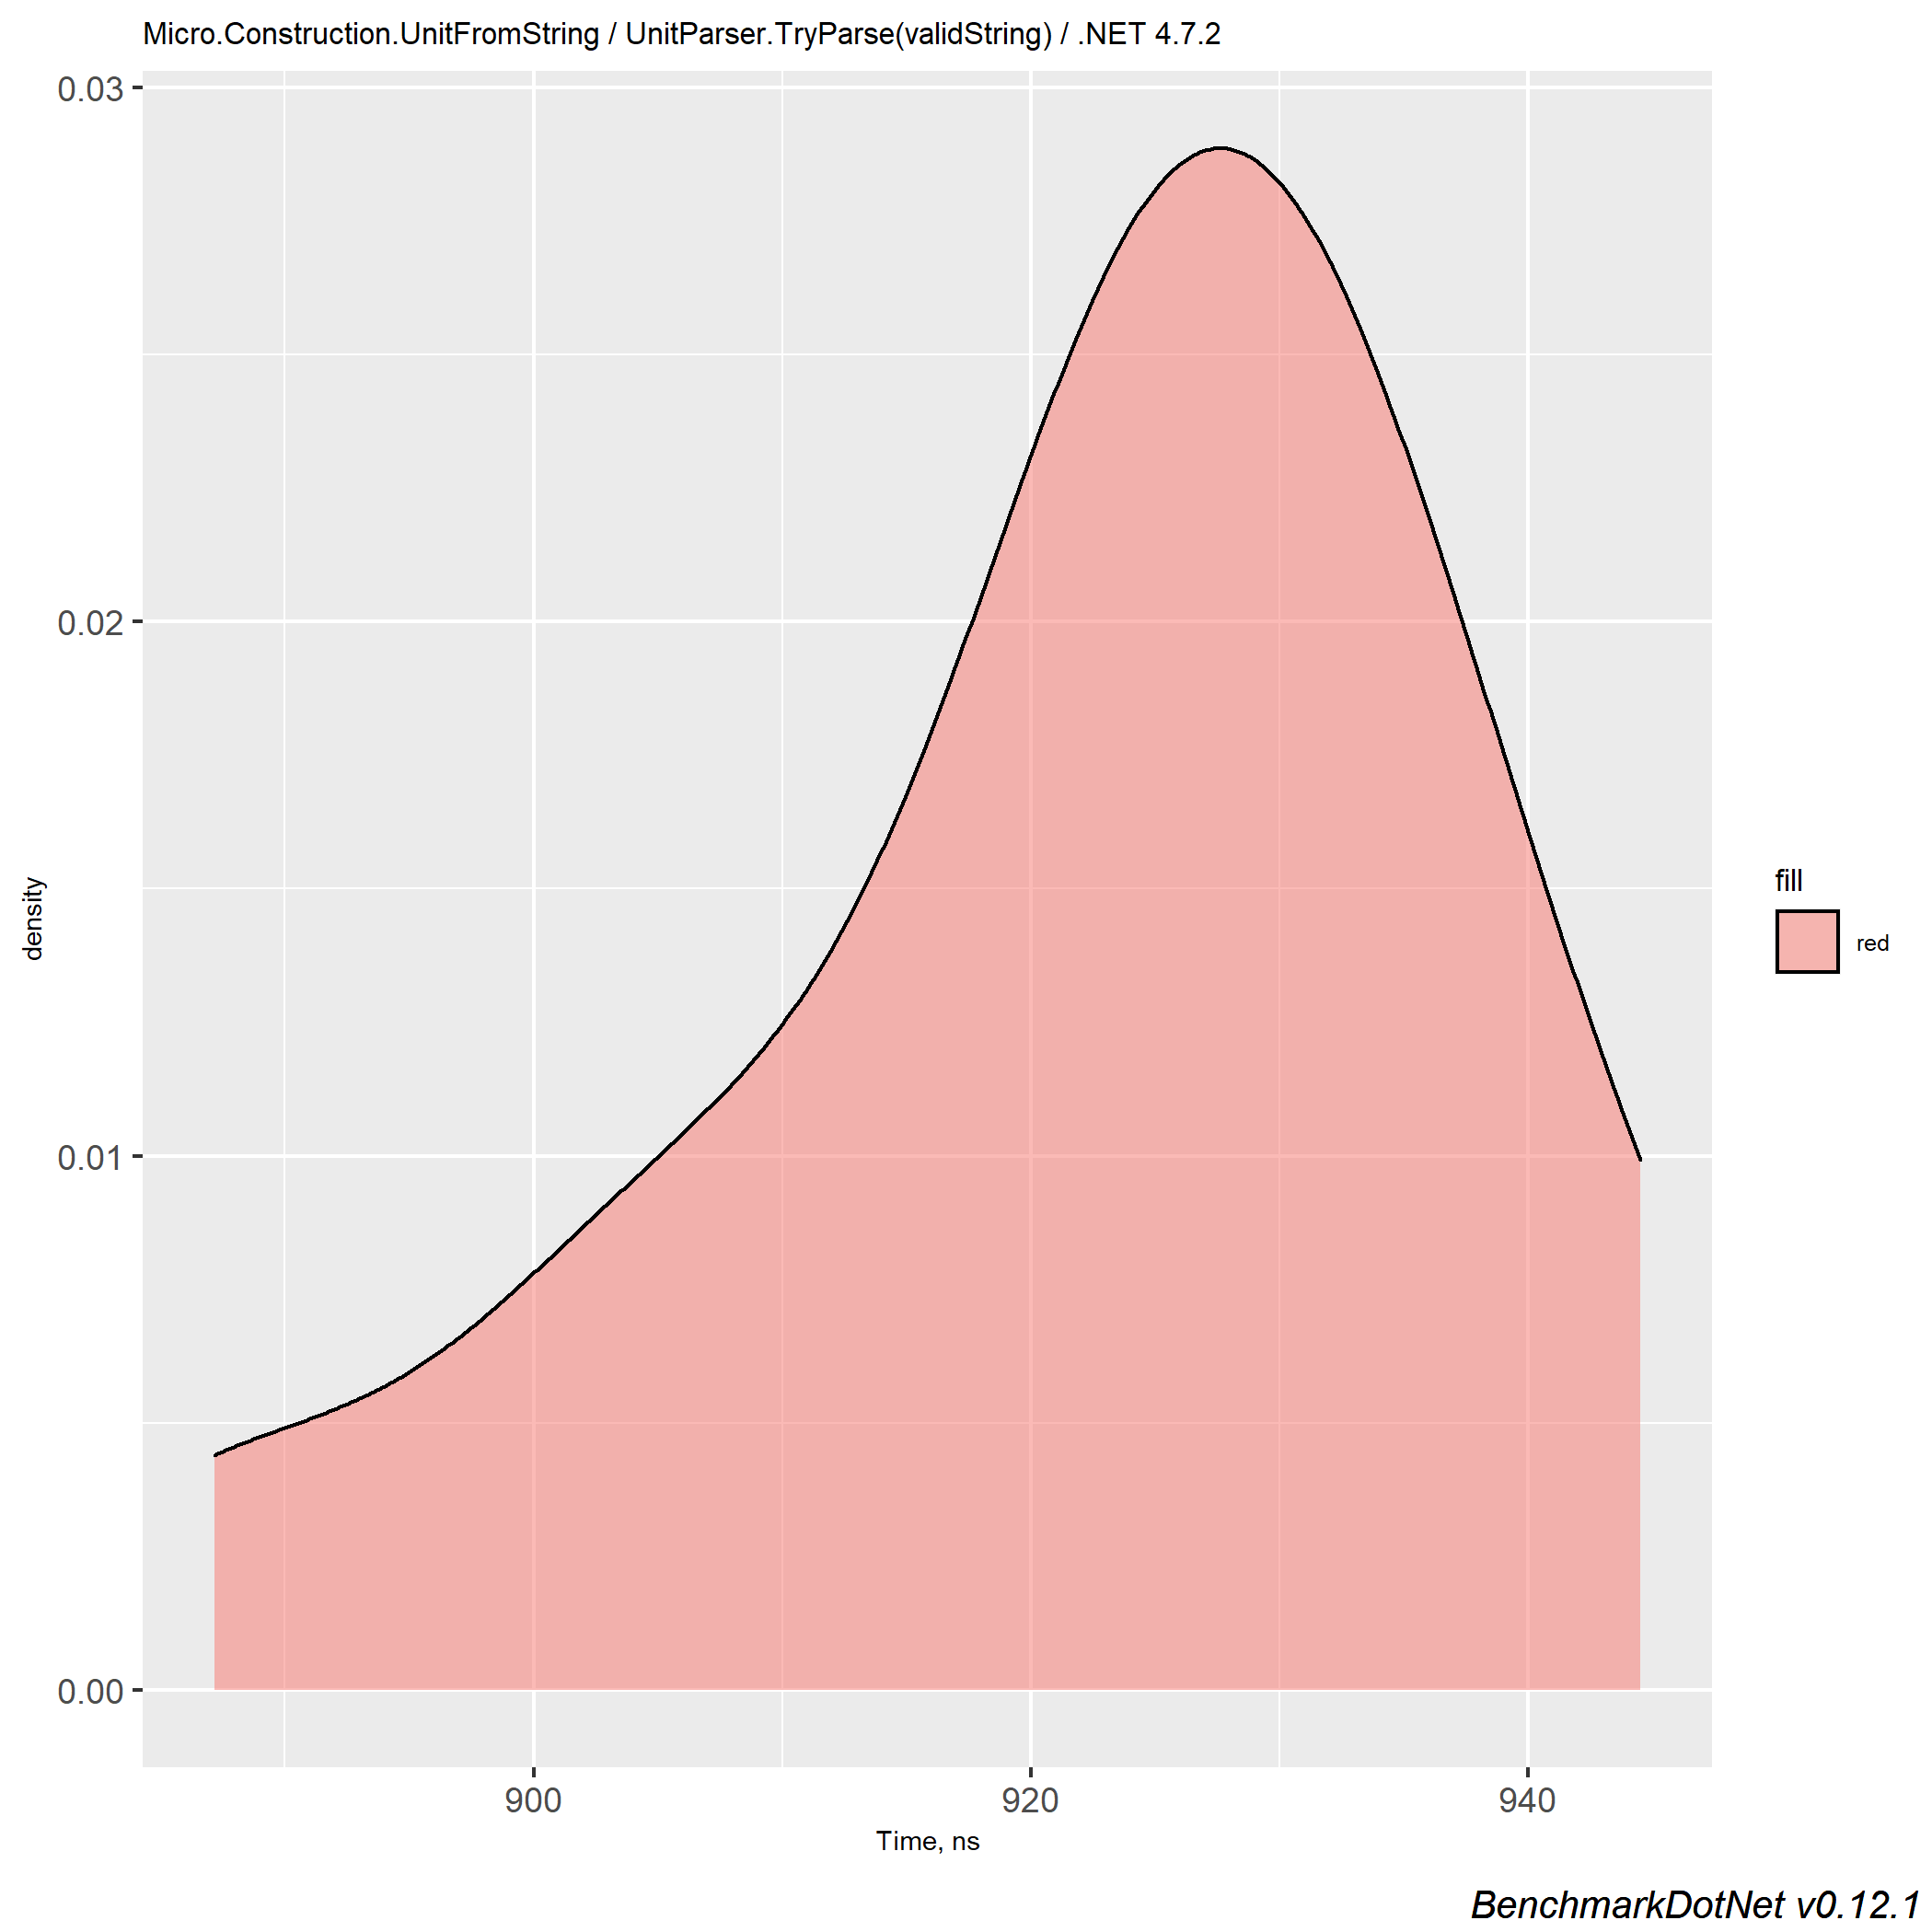 Micro.Construction.UnitFromString / UnitParser.TryParse(validString) / .NET 4.7.2
0.03
0.02
0.01
0.00
density
900
920
940
Time, ns
fill
red
BenchmarkDotNet v0.12.1